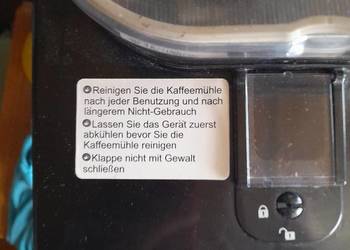 Reinigen Sie die Kaffeemühle
nach jeder Benutzung und nach
längerem Nicht-Gebrauch
Lassen Sie das Gerät zuerst
abkühlen bevor Sie die
Kaffeemühle reinigen
Klappe nicht mit Gewalt
schließen